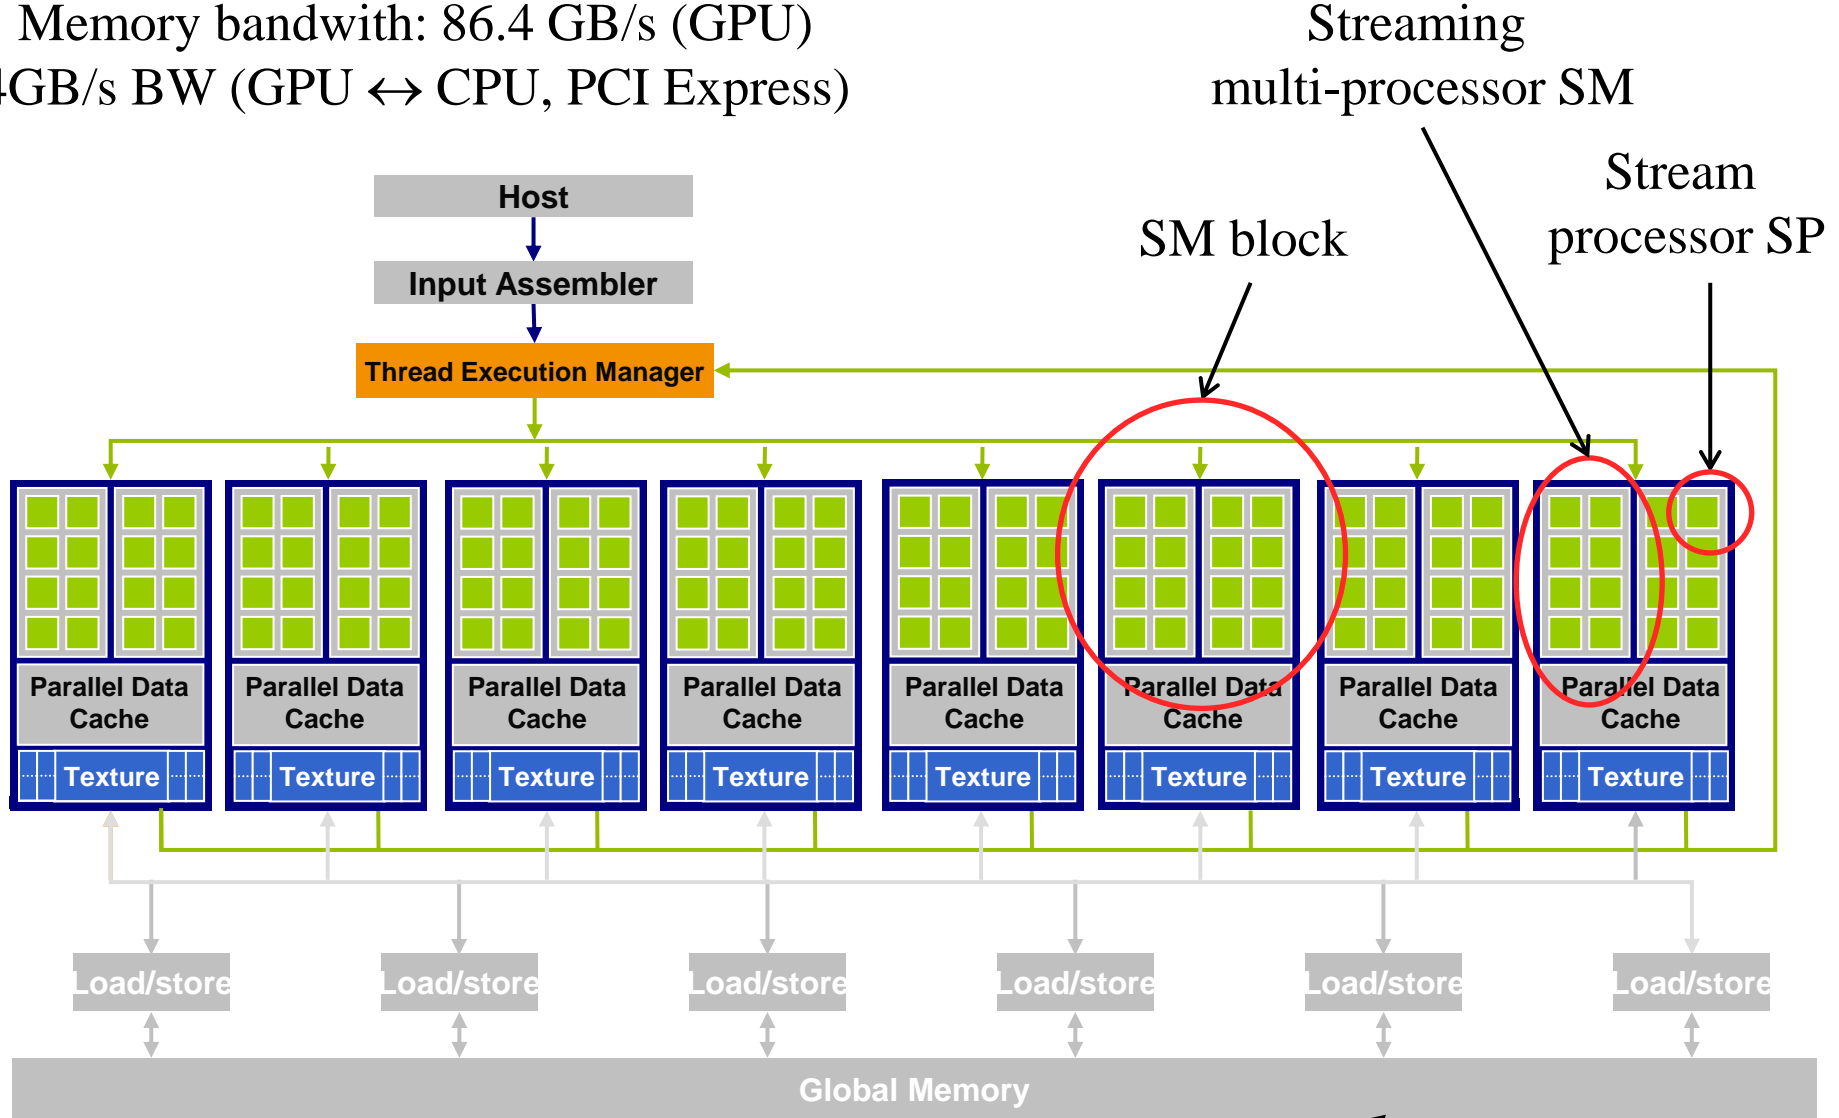 Memory bandwith: 86.4 GB/s (GPU)
4GB/s BW (GPU ↔ CPU, PCI Express)
Streaming
multi-processor SM
Stream
processor SP
SM block
Host
Input Assembler
Thread Execution Manager
Parallel Data
Cache
Parallel Data
Cache
Parallel Data
Cache
Parallel Data
Cache
Parallel Data
Cache
Parallel Data
Cache
Parallel Data
Cache
Parallel Data
Cache
Texture
Texture
Texture
Texture
Texture
Texture
Texture
Texture
Load/store
Load/store
Load/store
Load/store
Load/store
Load/store
Global Memory